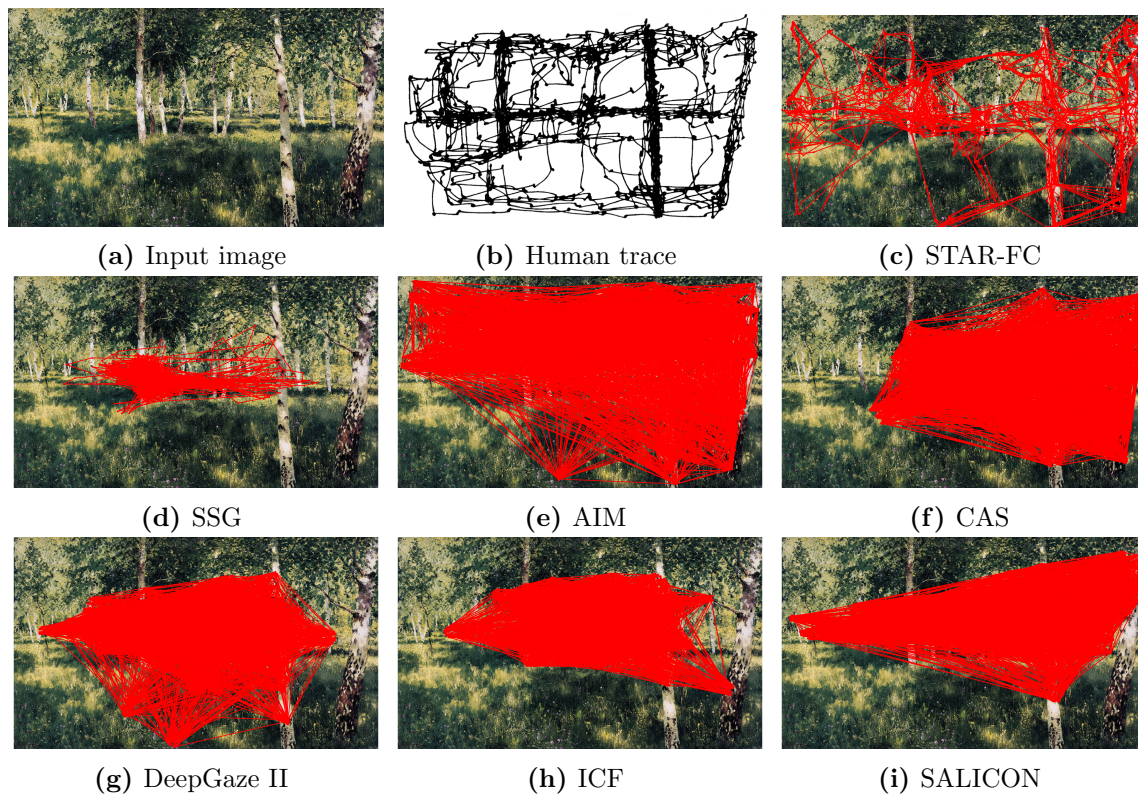 (a) Input image
(b) Human trace
(c) STAR-FC
(d) SSG
(e) AIM
(f) CAS
(g) DeepGaze II
(h) ICF
(i) SALICON